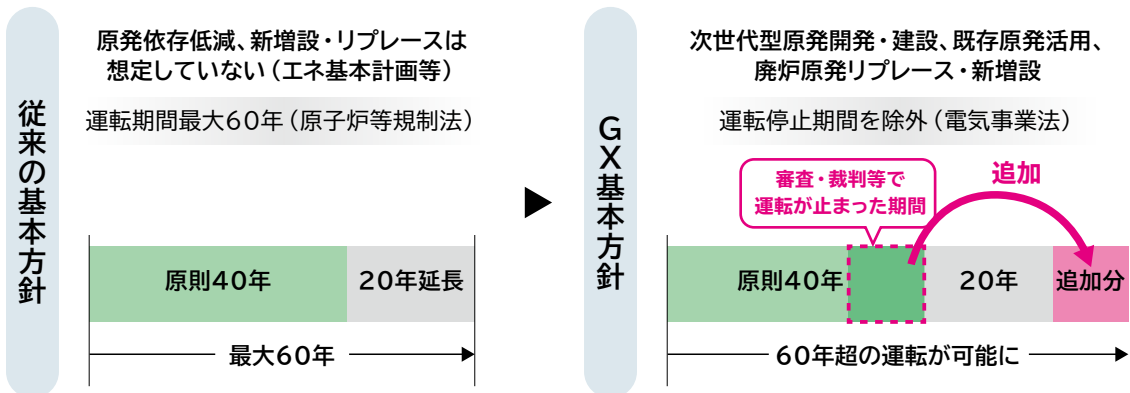 従来の基本方針
原発依存低減、新増設・リプレースは
想定していない（エネ基本計画等）
運転期間最大60年（原子炉等規制法）
原則40年
20年延長
最大60年
GX基本方針
次世代型原発開発・建設、既存原発活用、
廃炉原発リプレース・新増設
運転停止期間を除外（電気事業法）
審査・裁判等で
運転が止まった期間
追加
原則40年
20年
追加分
60年超の運転が可能に